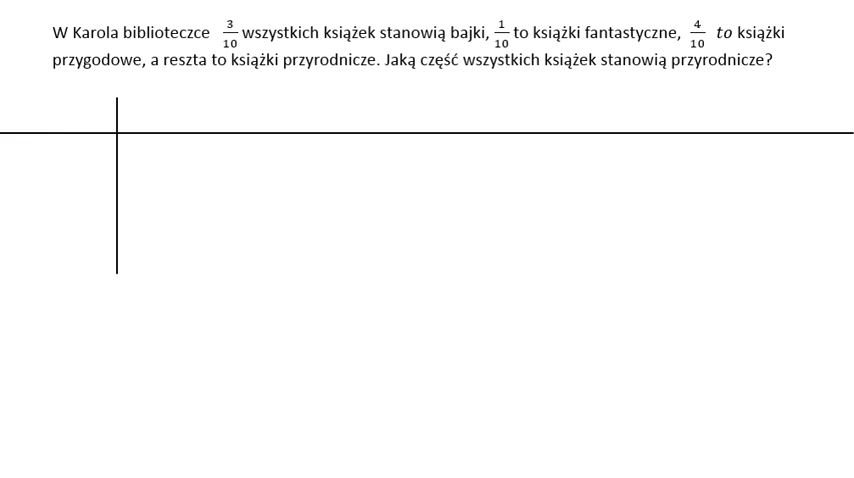 W Karola biblioteczce 3/10 wszystkich książek stanowią bajki, 1/10 to książki fantastyczne, 4/10 to książki
przygodowe, a reszta to książki przyrodnicze. Jaką część wszystkich książek stanowią przyrodnicze?